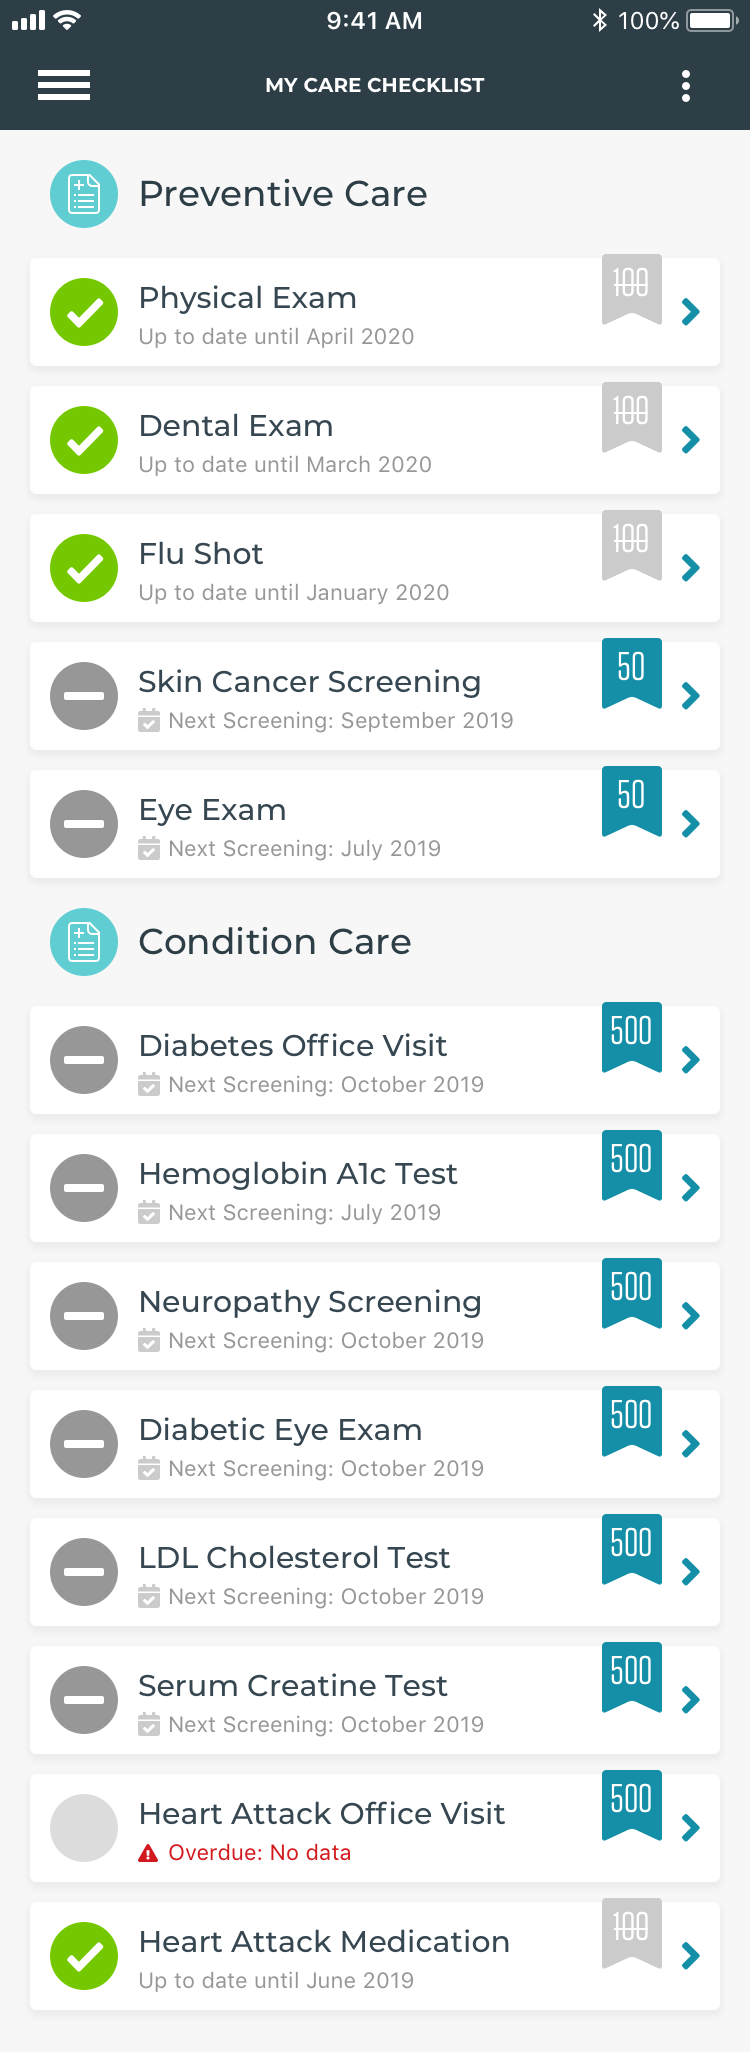 9:41 AM
100%
MY CARE CHECKLIST
Preventive Care
Physical Exam
100
Up to date until April 2020
Dental Exam
100
Up to date until March 2020
Flu Shot
100
Up to date until January 2020
Skin Cancer Screening
50
Next Screening: September 2019
Eye Exam
50
Next Screening: July 2019
Condition Care
Diabetes Office Visit
500
Next Screening: October 2019
Hemoglobin A1c Test
500
Next Screening: July 2019
Neuropathy Screening
500
Next Screening: October 2019
Diabetic Eye Exam
500
Next Screening: October 2019
LDL Cholesterol Test
500
Next Screening: October 2019
Serum Creatine Test
500
Next Screening: October 2019
Heart Attack Office Visit
500
Overdue: No data
Heart Attack Medication
100
Up to date until June 2019